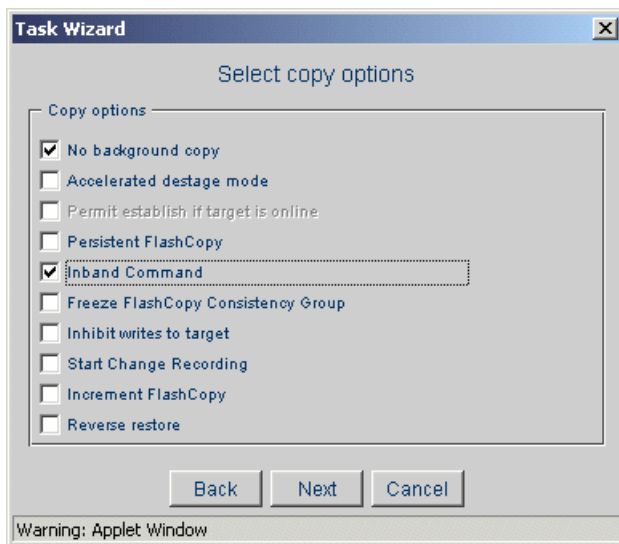 Task Wizard
Select copy options
Copy options
No background copy
Accelerated destage mode
Permit establish if target is online
Persistent FlashCopy
Inband Command
Freeze FlashCopy Consistency Group
Inhibit writes to target
Start Change Recording
Increment FlashCopy
Reverse restore
Back Next Cancel
Warning: Applet Window